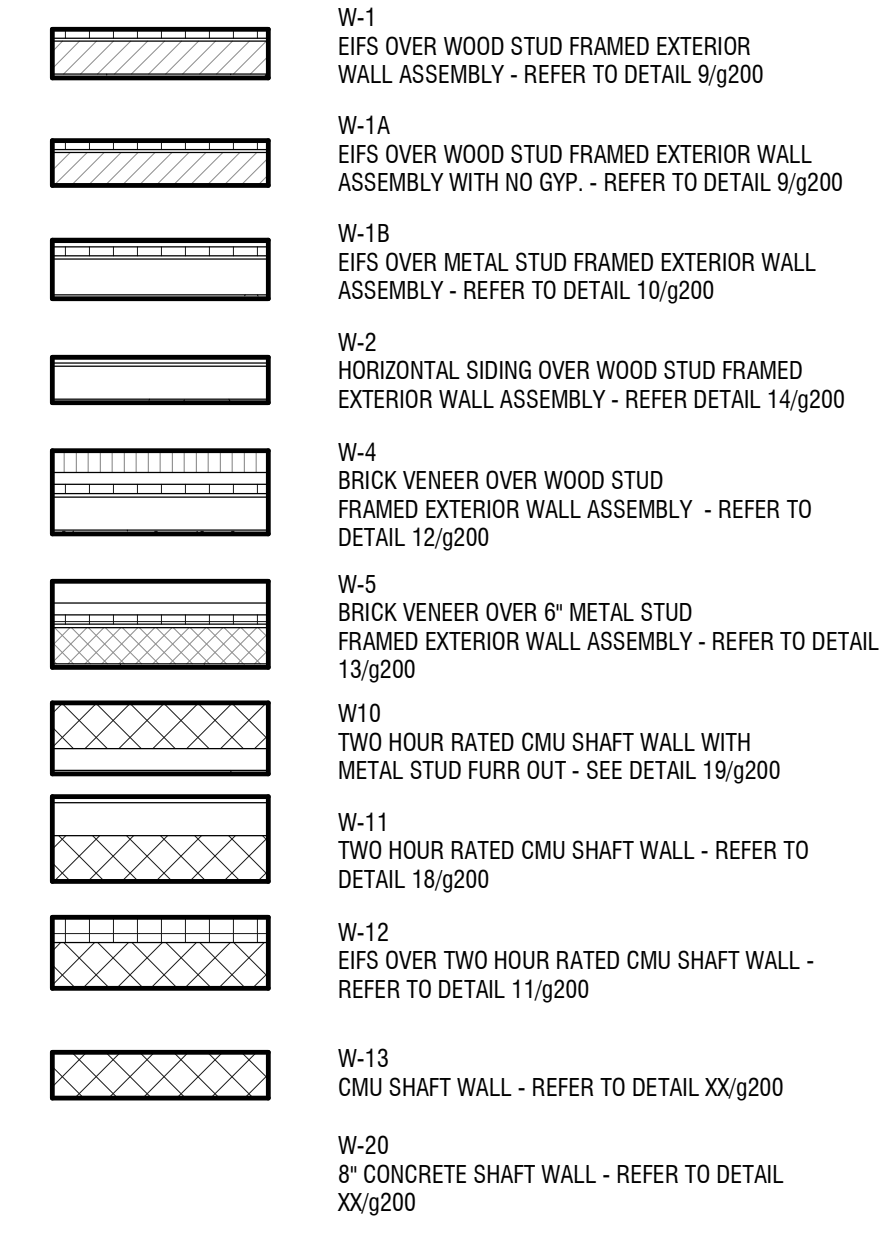 W-1
EIFS OVER WOOD STUD FRAMED EXTERIOR
WALL ASSEMBLY - REFER TO DETAIL 9/g200
W-1A
EIFS OVER WOOD STUD FRAMED EXTERIOR WALL
ASSEMBLY WITH NO GYP. - REFER TO DETAIL 9/g200
W-1B
EIFS OVER METAL STUD FRAMED EXTERIOR WALL
ASSEMBLY - REFER TO DETAIL 10/g200
W-2
HORIZONTAL SIDING OVER WOOD STUD FRAMED
EXTERIOR WALL ASSEMBLY - REFER DETAIL 14/g200
W-4
BRICK VENEER OVER WOOD STUD
FRAMED EXTERIOR WALL ASSEMBLY  - REFER TO
DETAIL 12/g200
W-5
BRICK VENEER OVER 6" METAL STUD
FRAMED EXTERIOR WALL ASSEMBLY - REFER TO DETAIL
13/g200
W10
TWO HOUR RATED CMU SHAFT WALL WITH
METAL STUD FURR OUT - SEE DETAIL 19/g200
W-11
TWO HOUR RATED CMU SHAFT WALL - REFER TO
DETAIL 18/g200
W-12
EIFS OVER TWO HOUR RATED CMU SHAFT WALL -
REFER TO DETAIL 11/g200
W-13
CMU SHAFT WALL - REFER TO DETAIL XX/g200
W-20
8" CONCRETE SHAFT WALL - REFER TO DETAIL
XX/g200